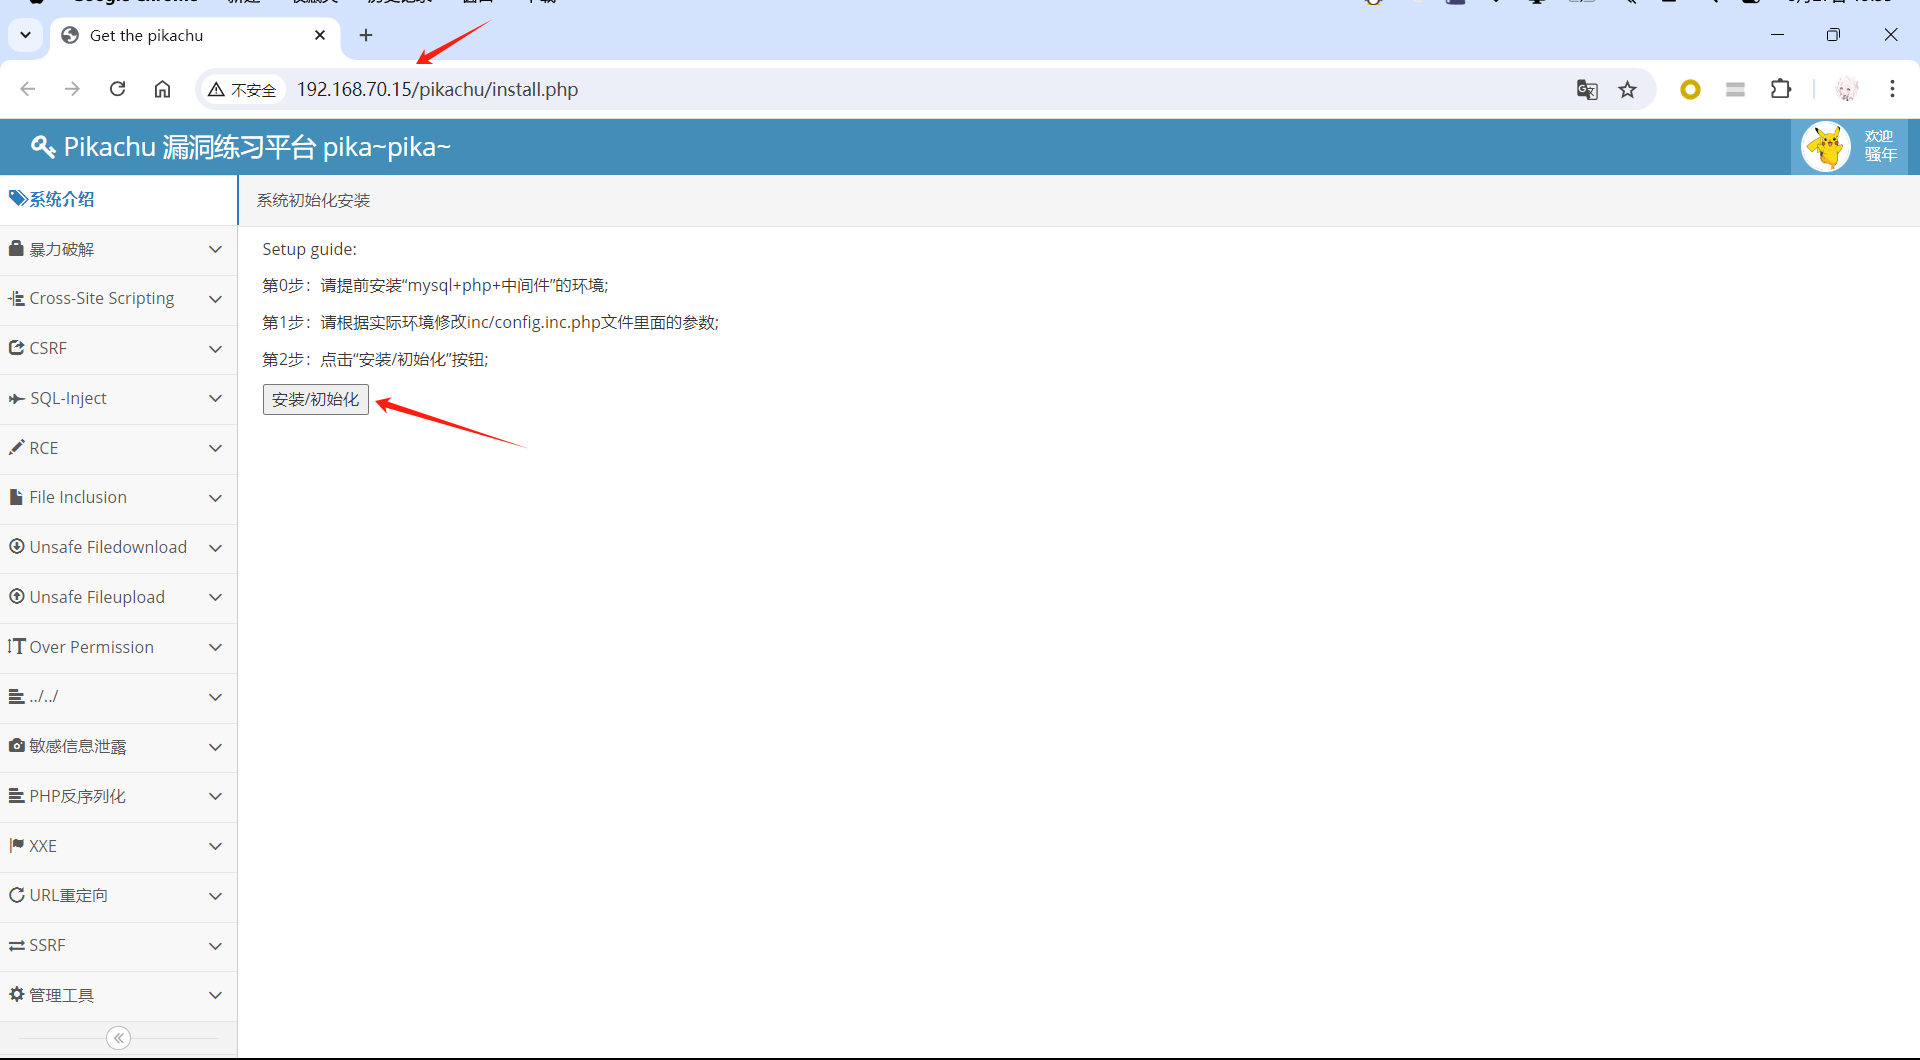 Get the pikachu
不安全
192.168.70.15/pikachu/install.php
Pikachu 漏洞练习平台 pika~pika~
欢迎
骚年
系统介绍
系统初始化安装
暴力破解
Cross-Site Scripting
CSRF
SQL-Inject
RCE
File Inclusion
Unsafe Filedownload
Unsafe Fileupload
Over Permission
../../
敏感信息泄露
PHP反序列化
XXE
URL重定向
SSRF
管理工具
Setup guide:
第0步：请提前安装“mysql+php+中间件”的环境;
第1步：请根据实际环境修改inc/config.inc.php文件里面的参数;
第2步：点击“安装/初始化”按钮;
安装/初始化